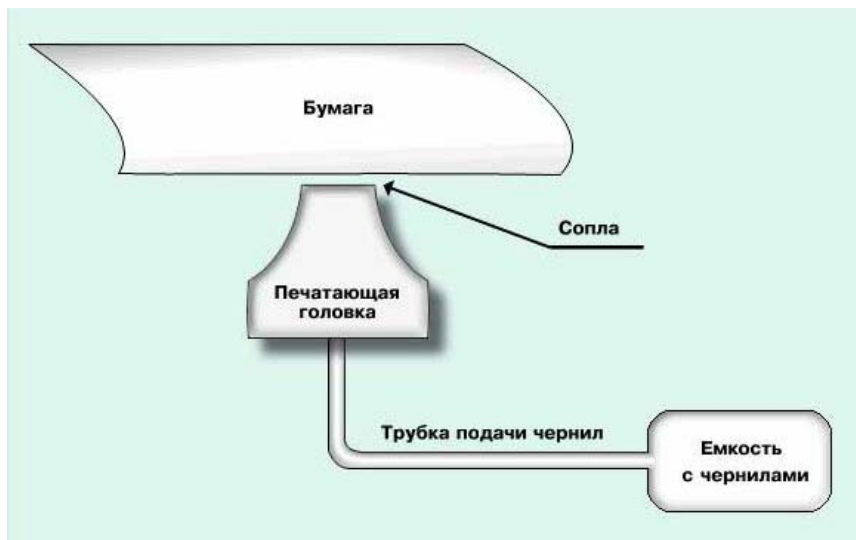 Бумага
Сопла
Печатающая
головка
Трубка подачи чернил
Емкость
с чернилами